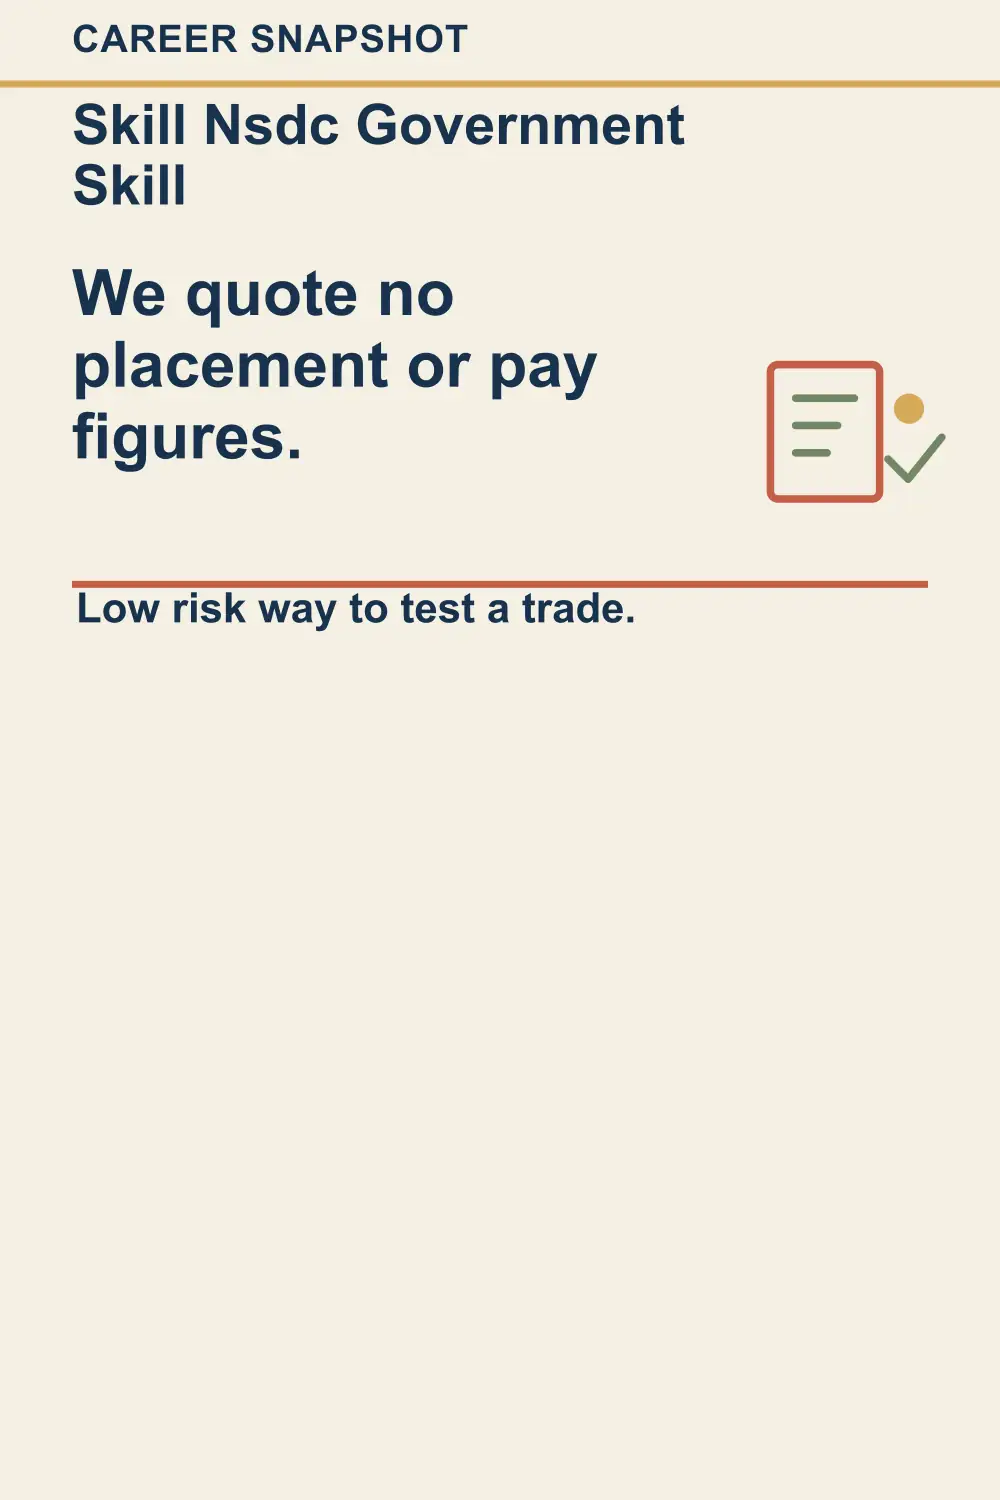 CAREER SNAPSHOT
Skill Nsdc Government
Skill
We quote no
placement or pay
figures.
Low risk way to test a trade.